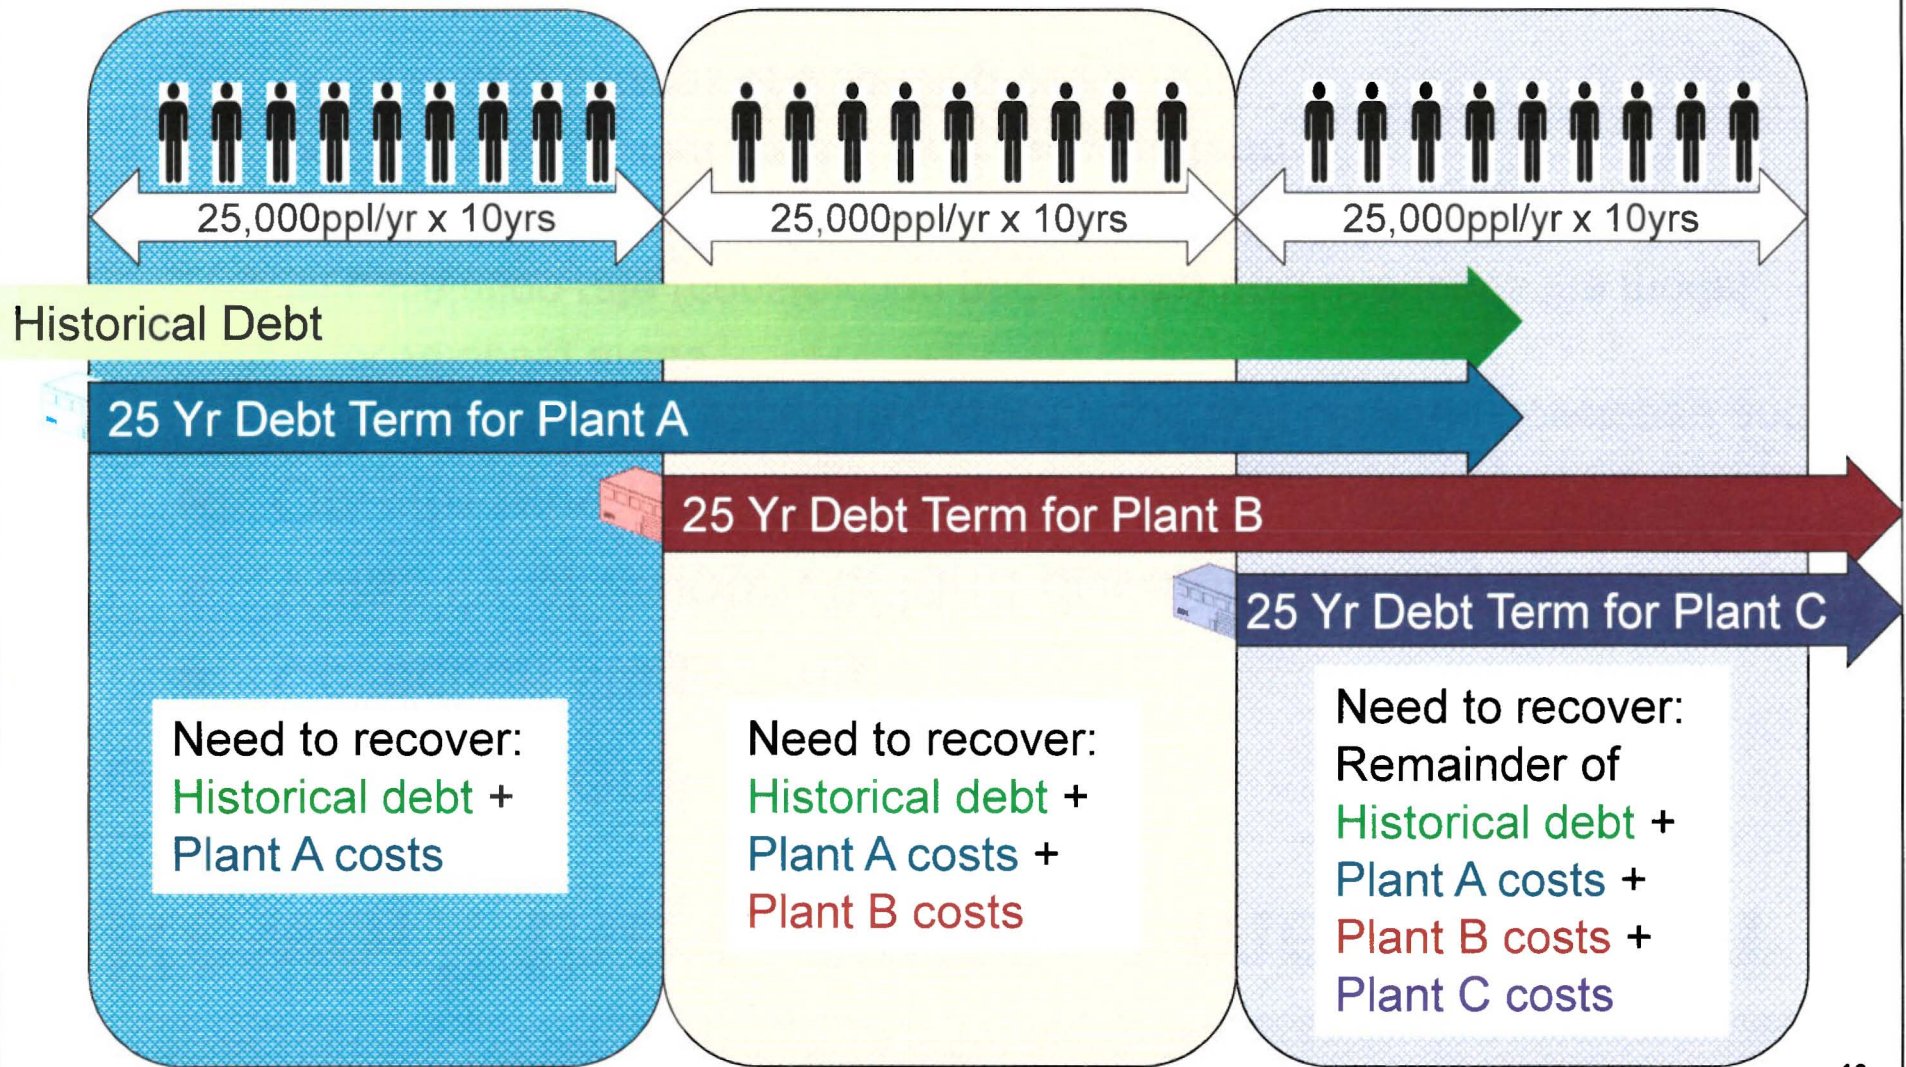 25,000ppl/yr x 10yrs
25,000ppl/yr x 10yrs
25,000ppl/yr x 10yrs
Historical Debt
25 Yr Debt Term for Plant A
25 Yr Debt Term for Plant B
25 Yr Debt Term for Plant C
Need to recover:
Historical debt +
Plant A costs
Need to recover:
Historical debt +
Plant A costs +
Plant B costs
Need to recover:
Remainder of
Historical debt +
Plant A costs +
Plant B costs +
Plant C costs